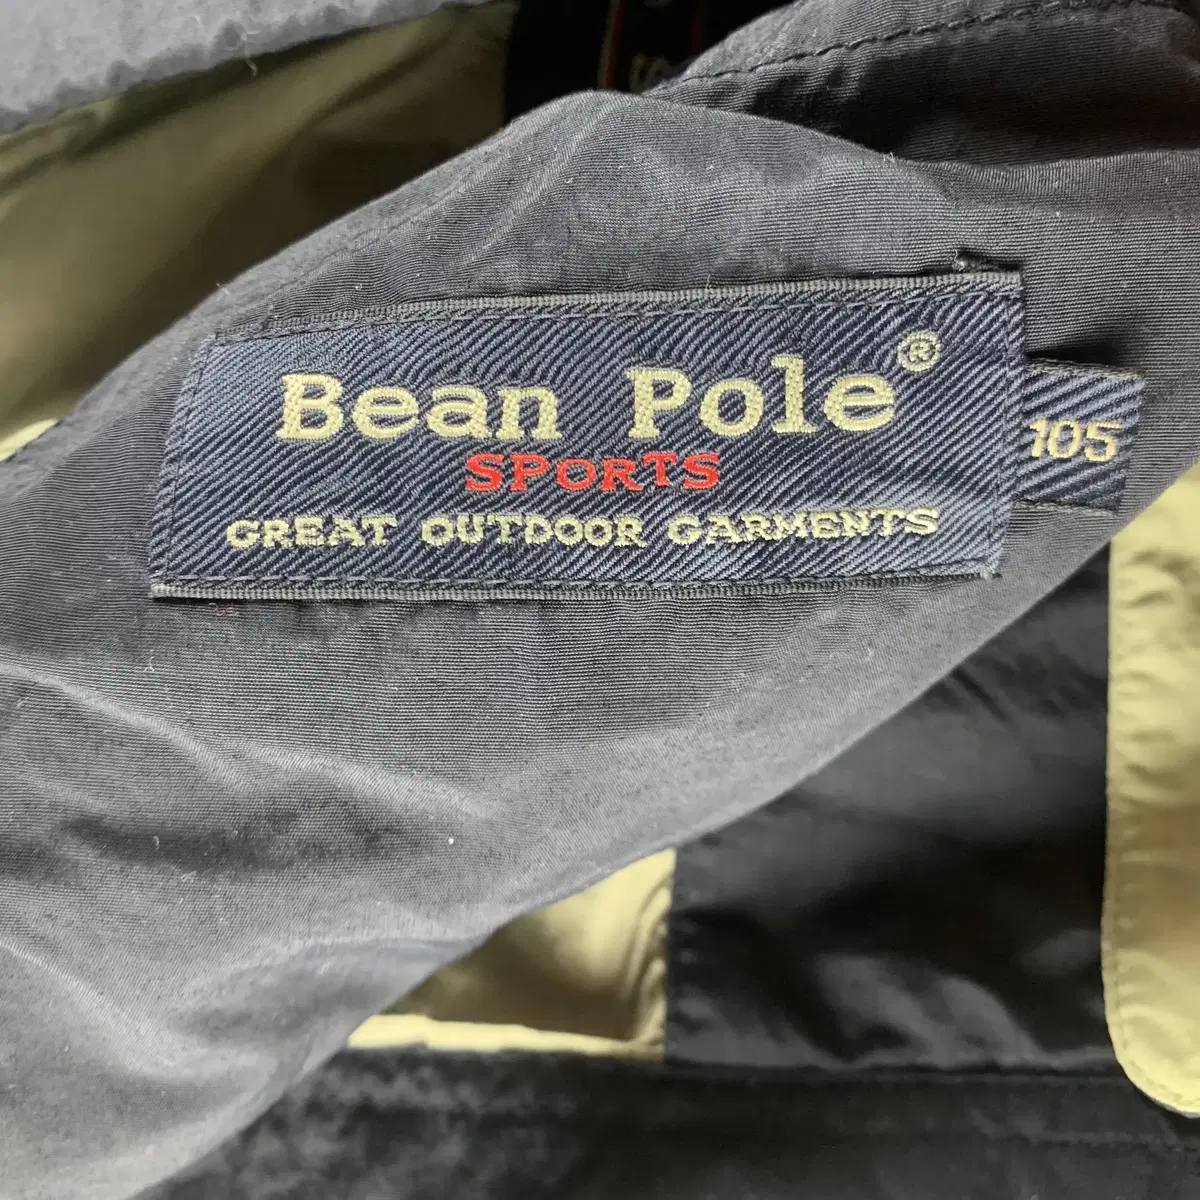 Bean Pole®
SPORTS
GREAT OUTDOOR GARMENTS
105